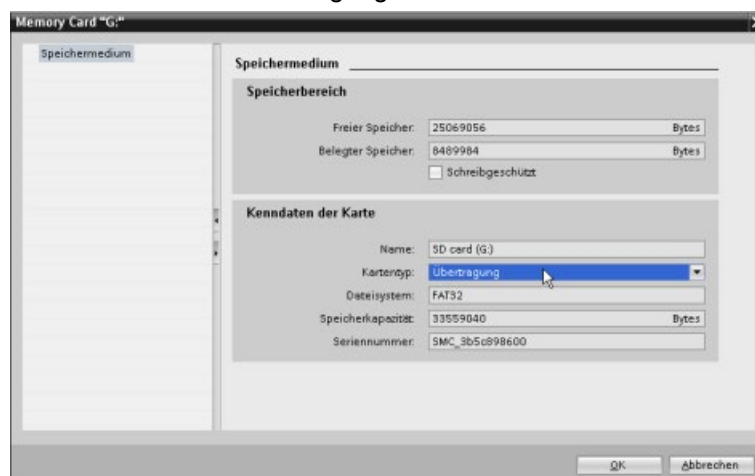 Memory Card "G:"
Speichermedium
Speichermedium
Speicherbereich
Freier Speicher: 25069056 Bytes
Belegter Speicher: 8489984 Bytes
Schreibgeschützt
Kenndaten der Karte
Name: SD card (G:)
Kartentyp: Übertragung
Dateisystem: FAT32
Speicherkapazität: 33559040 Bytes
Seriennummer: SMC_3b5c898600
OK Abbrechen